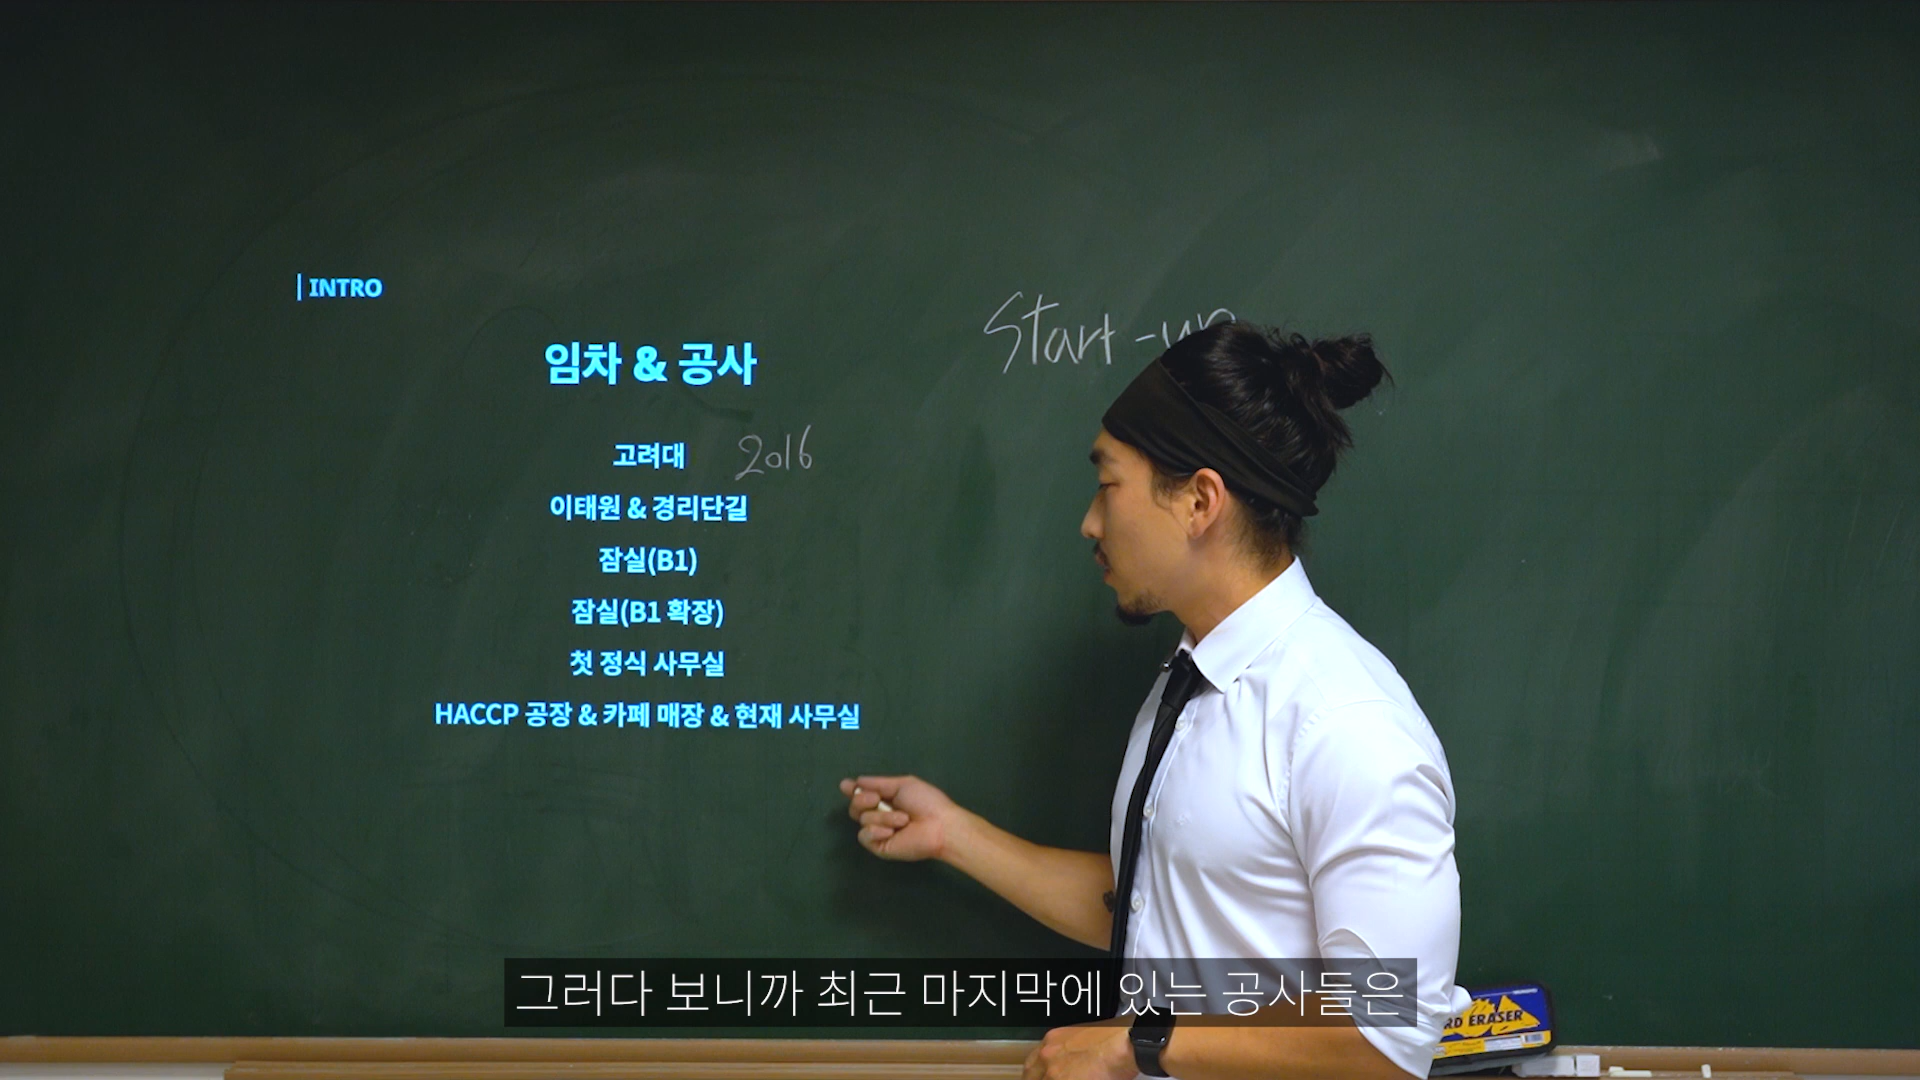 | INTRO
임차 & 공사
Start-up
고려대 2016
이태원 & 경리단길
잠실(B1)
잠실(B1 확장)
첫 정식 사무실
HACCP 공장 & 카페 매장 & 현재 사무실
그러다 보니까 최근 마지막에 있는 공사들은
ERASER